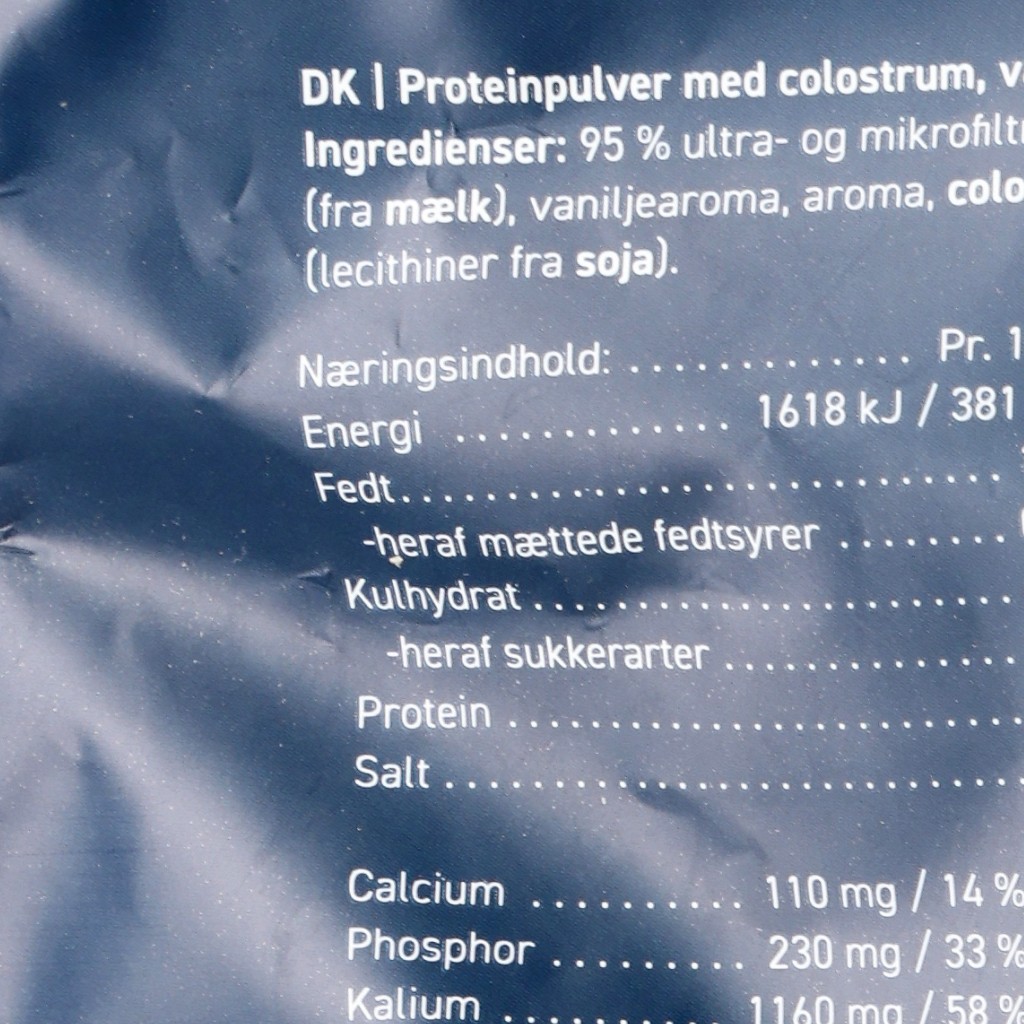 DK | Proteinpulver med colostrum,
Ingredienser: 95 % ultra- og
(fra mælk), vaniljearoma, aroma,
(lecithiner fra soja).
Næringsindhold: ............. Pr.
Energi ............. 1618 kJ / 381
Fedt.......................
-heraf mættede fedtsyrer .......
Kulhydrat ..................
-heraf sukkerarter ...........
Protein ...................
Salt .....................
Calcium .......... 110 mg / 14 %
Phosphor ......... 230 mg / 33 %
Kalium .......... 1160 mg / 58 %